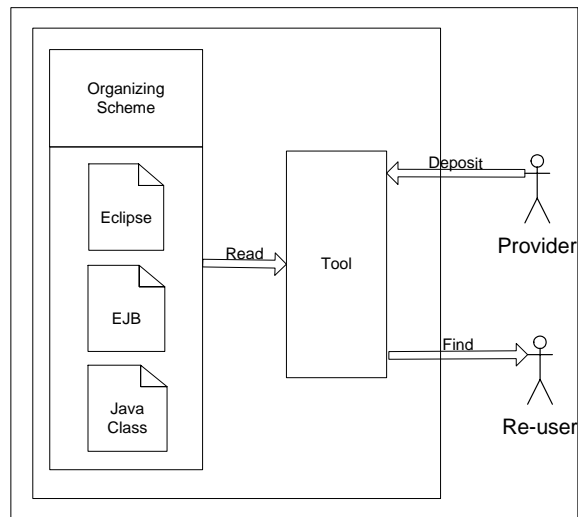 Organizing
Scheme
Eclipse
EJB
Java
Class
Read
Tool
Deposit
Provider
Find
Re-user